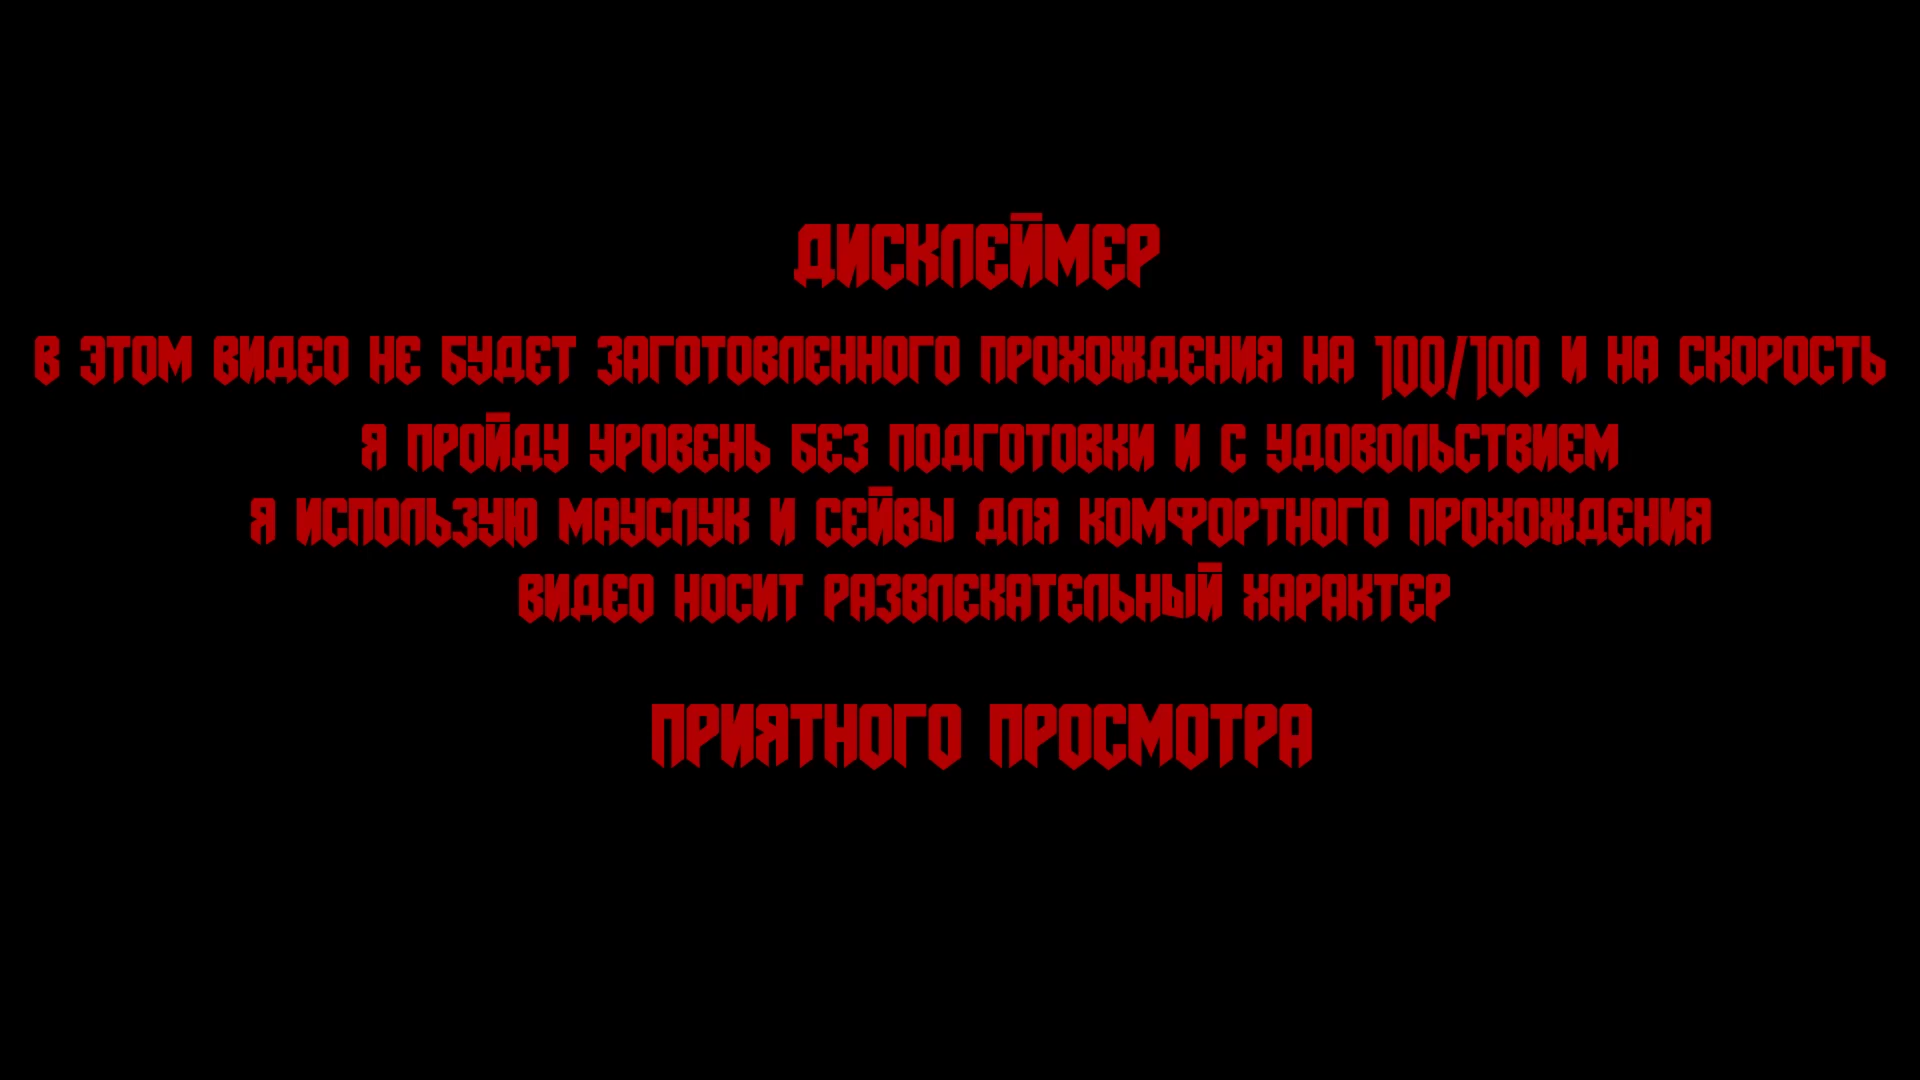 ДИСКЛЕЙМЕР
В ЭТОМ ВИДЕО НЕ БУДЕТ ЗАГОТОВЛЕННОГО ПРОХОЖДЕНИЯ НА 100/100 И НА СКОРОСТЬ
Я ПРОЙДУ УРОВЕНЬ БЕЗ ПОДГОТОВКИ И С УДОВОЛЬСТВИЕМ
Я ИСПОЛЬЗУЮ МАУСЛУК И СЕЙВЫ ДЛЯ КОМФОРТНОГО ПРОХОЖДЕНИЯ
ВИДЕО НОСИТ РАЗВЛЕКАТЕЛЬНЫЙ ХАРАКТЕР
ПРИЯТНОГО ПРОСМОТРА